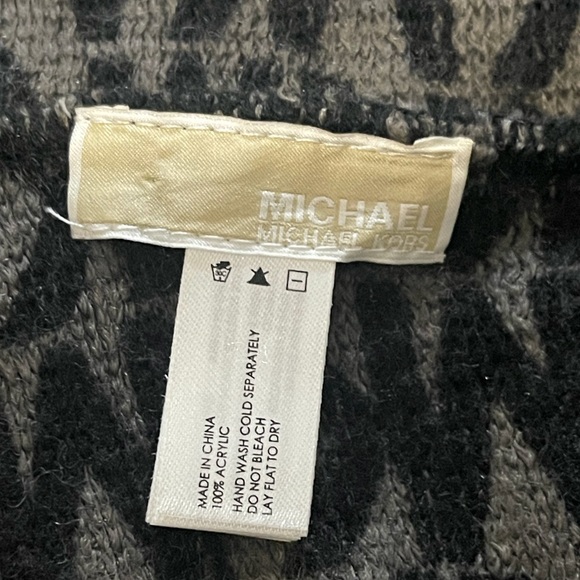 MICHAEL
MICHAEL KORS
MADE IN CHINA
100% ACRYLIC
HAND WASH COLD SEPARATELY
DO NOT BLEACH
LAY FLAT TO DRY